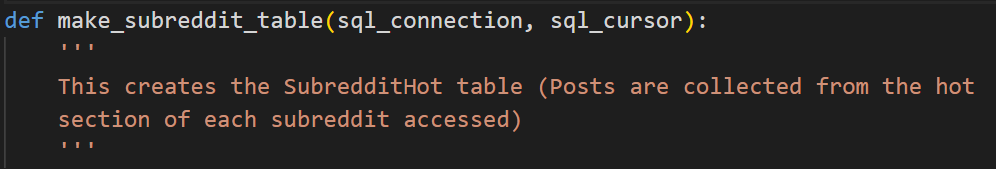 def make_subreddit_table(sql_connection, sql_cursor):
'''
This creates the SubredditHot table (Posts are collected from the hot
section of each subreddit accessed)
'''